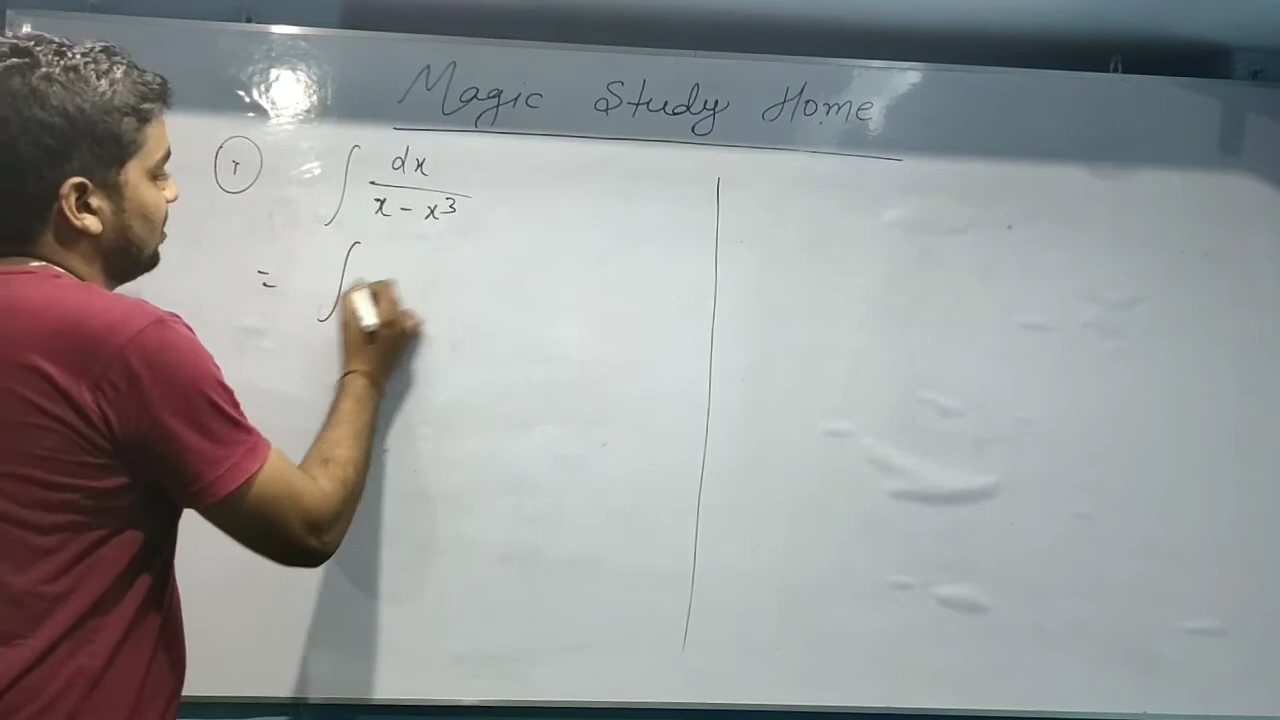 Magic Study Home
① ∫ dx / (x - x³)
= ∫